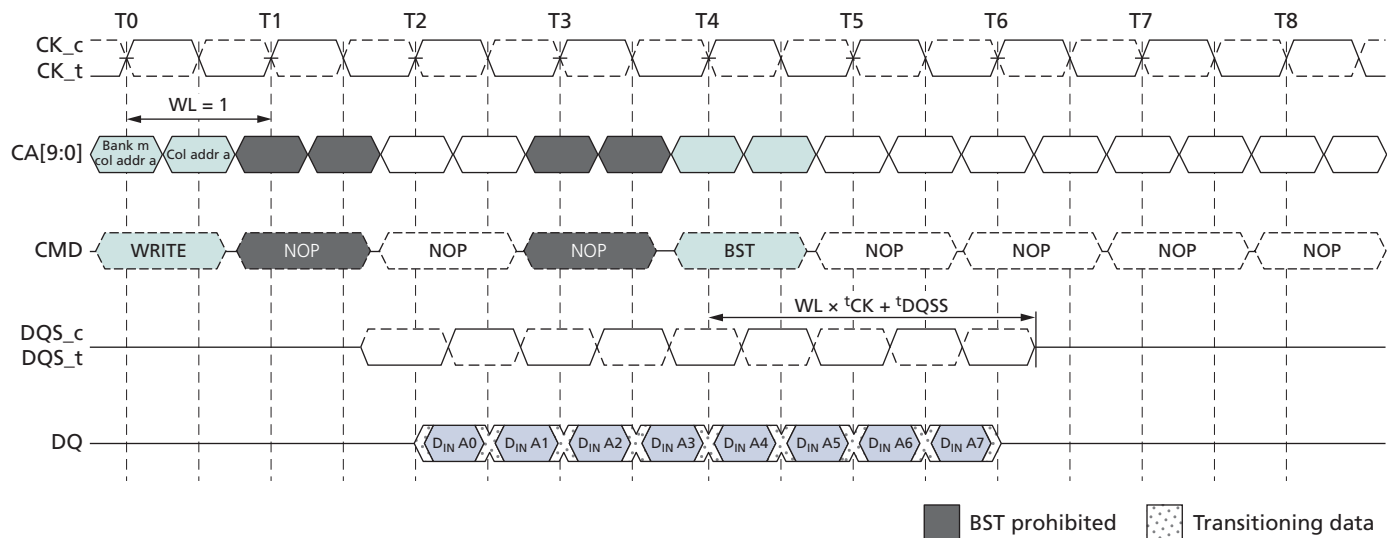 T0 T1 T2 T3 T4 T5 T6 T7 T8
CK_c
CK_t
WL = 1
CA[9:0]
Bank m
col addr a
Col addr a
CMD
WRITE NOP NOP NOP BST NOP NOP NOP NOP
WL × tCK + tDQSS
DQS_c
DQS_t
DQ
DIN A0 DIN A1 DIN A2 DIN A3 DIN A4 DIN A5 DIN A6 DIN A7
BST prohibited Transitioning data